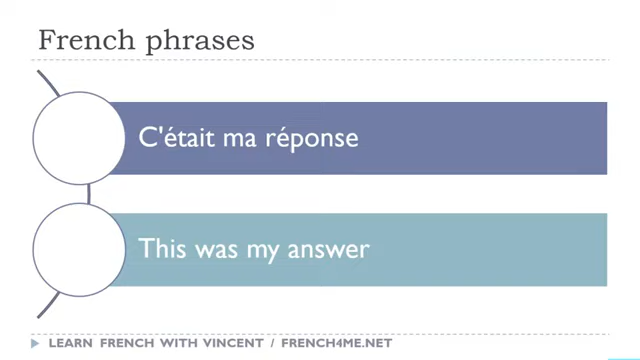 French phrases
C'était ma réponse
This was my answer
LEARN FRENCH WITH VINCENT / FRENCH4ME.NET